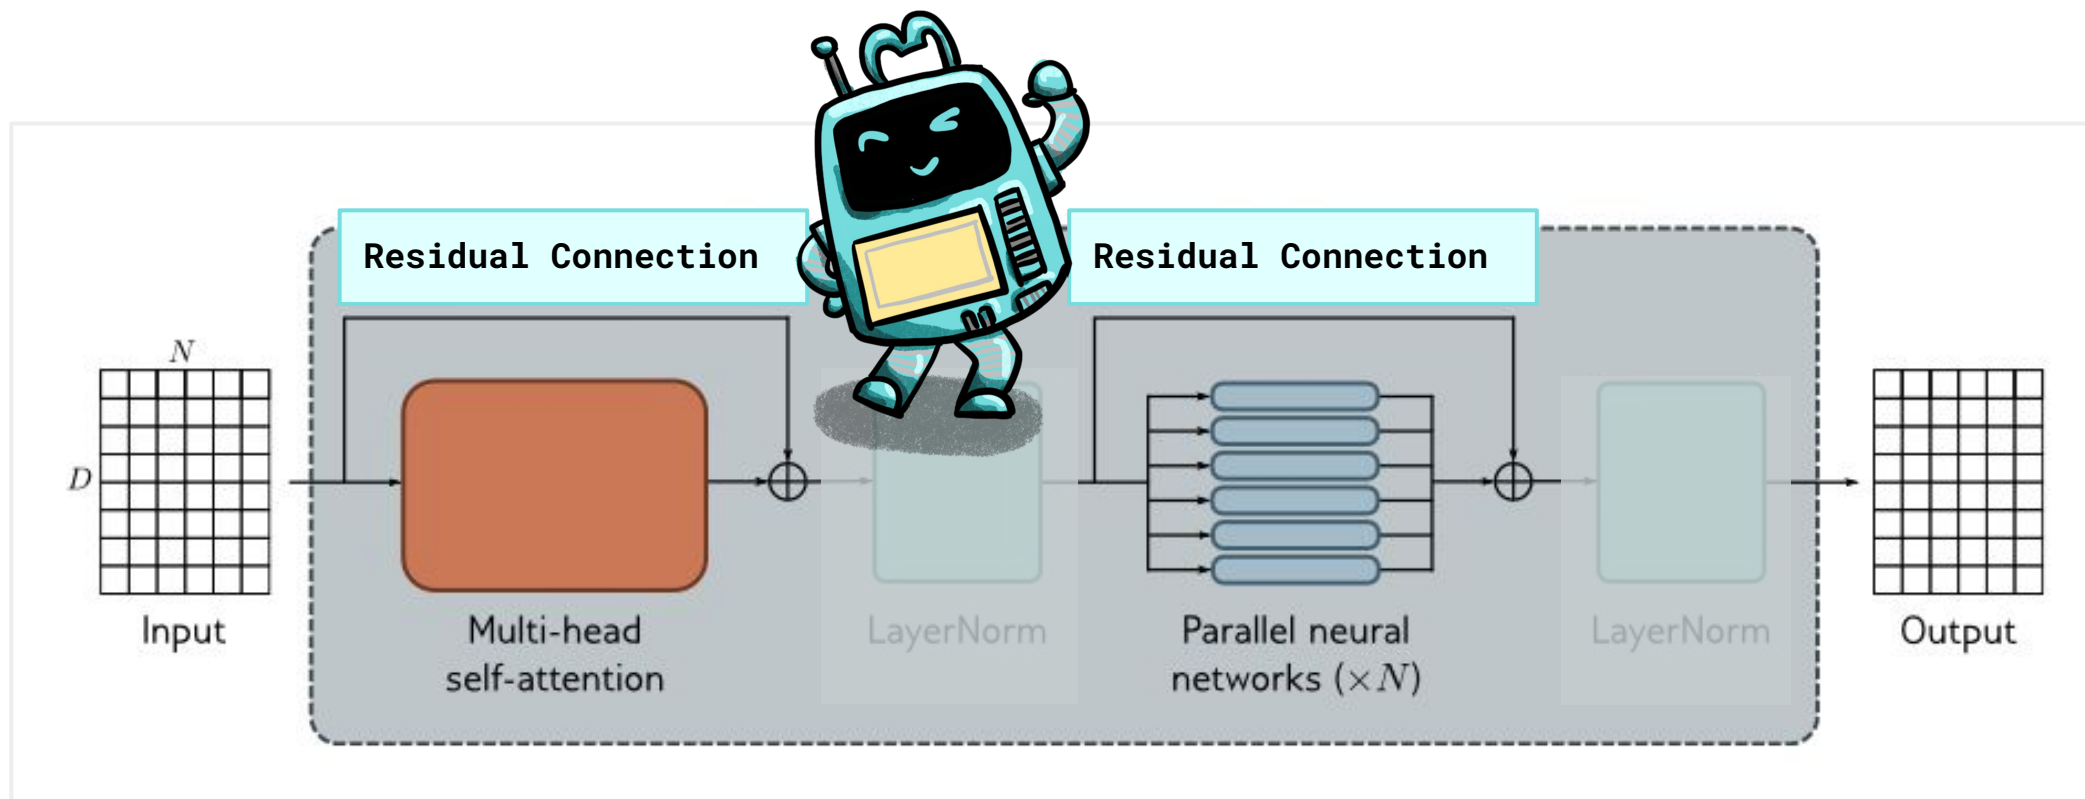 Residual Connection
Residual Connection
N
D
Input
Multi-head
self-attention
LayerNorm
Parallel neural
networks (×N)
LayerNorm
Output